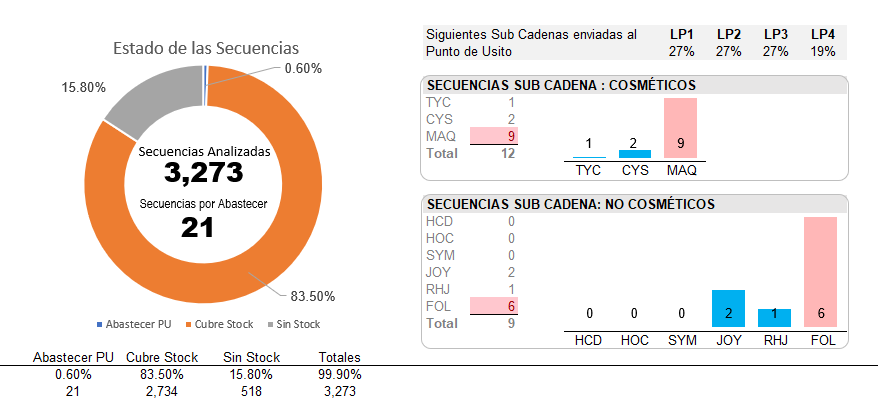 Estado de las Secuencias
0.60%
15.80%
Secuencias Analizadas
3,273
Secuencias por Abastecer
21
83.50%
Abastecer PU Cubre Stock Sin Stock
Abastecer PU Cubre Stock Sin Stock Totales
0.60% 83.50% 15.80% 99.90%
21 2,734 518 3,273
Siguientes Sub Cadenas enviadas al LP1 LP2 LP3 LP4
Punto de Usito 27% 27% 27% 19%
SECUENCIAS SUB CADENA : COSMÉTICOS
TYC 1
CYS 2
MAQ 9
Total 12
1 2 9
TYC CYS MAQ
SECUENCIAS SUB CADENA: NO COSMÉTICOS
HCD 0
HOC 0
SYM 0
JOY 2
RHJ 1
FOL 6
Total 9
0 0 0 2 1 6
HCD HOC SYM JOY RHJ FOL